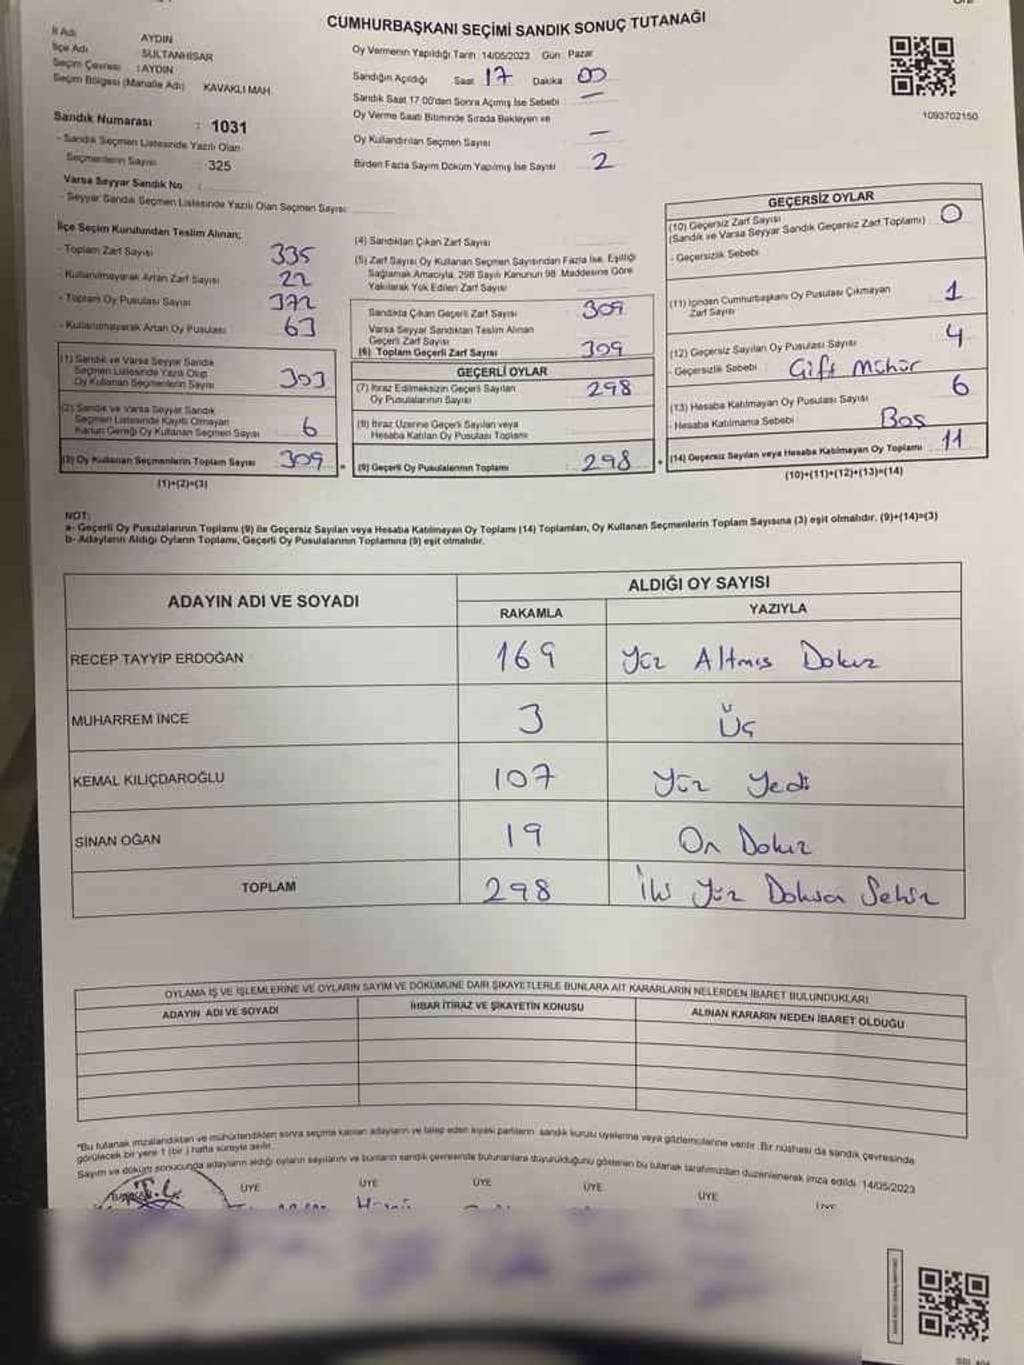 CUMHURBAŞKANI SEÇİMİ SANDIK SONUÇ TUTANAĞI
İl Adı AYDIN
İlçe Adı SULTANHİSAR
Seçim Çevresi : AYDIN
Seçim Bölgesi (Mahalle Adı) KAVAKLI MAH.
Sandık Numarası : 1031
- Sandık Seçmen Listesinde Yazılı Olan
Seçmenlerin Sayısı : 325
Varsa Seyyar Sandık No :
- Seyyar Sandık Seçmen Listesinde Yazılı Olan Seçmen Sayısı
Oy Vermenin Yapıldığı Tarih 14/05/2023 Gün : Pazar
Sandığın Açıldığı Saat 17 Dakika 00
Sandık Saat 17.00'den Sonra Açımış İse Sebebi —
Oy Verme Saati Bitiminde Sırada Bekleyen ve
Oy Kullandırılan Seçmen Sayısı —
Birden Fazla Sayım Döküm Yapılmış İse Sayısı 2
1093702150
İlçe Seçim Kurulundan Teslim Alınan;
- Toplam Zarf Sayısı 335
- Kullanılmayarak Artan Zarf Sayısı 22
- Toplam Oy Pusulası Sayısı 372
- Kullanılmayarak Artan Oy Pusulası 63
(1) Sandık ve Varsa Seyyar Sandık
Seçmen Listesinde Yazılı Olup
Oy Kullanan Seçmenlerin Sayısı 303
(2) Sandık ve Varsa Seyyar Sandık
Seçmen Listesinde Kayıtlı Olmayan
Kanun Gereği Oy Kullanan Seçmen Sayısı 6
(3) Oy Kullanan Seçmenlerin Toplam Sayısı 309 =
(1)+(2)=(3)
(4) Sandıktan Çıkan Zarf Sayısı
(5) Zarf Sayısı Oy Kullanan Seçmen Sayısından Fazla İse, Eşitliği
Sağlamak Amacıyla; 298 Sayılı Kanunun 98. Maddesine Göre
Yakılarak Yok Edilen Zarf Sayısı
Sandıkta Çıkan Geçerli Zarf Sayısı 309
Varsa Seyyar Sandıktan Teslim Alınan
Geçerli Zarf Sayısı
(6) Toplam Geçerli Zarf Sayısı 309
GEÇERLİ OYLAR
(7) İtiraz Edilmeksizin Geçerli Sayılan
Oy Pusulalarının Sayısı 298
(8) İtiraz Üzerine Geçerli Sayılan veya
Hesaba Katılan Oy Pusulası Toplamı
(9) Geçerli Oy Pusulalarının Toplamı 298 +
GEÇERSİZ OYLAR
(10) Geçersiz Zarf Sayısı
(Sandık ve Varsa Seyyar Sandık Geçersiz Zarf Toplamı) 0
- Geçersizlik Sebebi
(11) İçinden Cumhurbaşkanı Oy Pusulası Çıkmayan
Zarf Sayısı 1
(12) Geçersiz Sayılan Oy Pusulası Sayısı 4
- Geçersizlik Sebebi Çift Mühür
(13) Hesaba Katılmayan Oy Pusulası Sayısı 6
- Hesaba Katılmama Sebebi Boş
(14) Geçersiz Sayılan veya Hesaba Katılmayan Oy Toplamı 11
(10)+(11)+(12)+(13)=(14)
NOT:
a- Geçerli Oy Pusulalarının Toplamı (9) ile Geçersiz Sayılan veya Hesaba Katılmayan Oy Toplamı (14) Toplamları, Oy Kullanan Seçmenlerin Toplam Sayısına (3) eşit olmalıdır. (9)+(14)=(3)
b- Adayların Aldığı Oyların Toplamı, Geçerli Oy Pusulalarının Toplamına (9) eşit olmalıdır.
ADAYIN ADI VE SOYADI ALDIĞI OY SAYISI
RAKAMLA YAZIYLA
RECEP TAYYİP ERDOĞAN 169 Yüz Altmış Dokuz
MUHARREM İNCE 3 Üç
KEMAL KILIÇDAROĞLU 107 Yüz Yedi
SİNAN OĞAN 19 On Dokuz
TOPLAM 298 İki Yüz Doksan Sekiz
OYLAMA İŞ VE İŞLEMLERİNE VE OYLARIN SAYIM VE DÖKÜMÜNE DAİR ŞİKAYETLERLE BUNLARA AİT KARARLARIN NELERDEN İBARET BULUNDUKLARI
ADAYIN ADI VE SOYADI İHBAR İTİRAZ VE ŞİKAYETİN KONUSU ALINAN KARARIN NEDEN İBARET OLDUĞU
*Bu tutanak imzalandıktan ve mühürlendikten sonra seçime katılan adayların ve talep eden siyasi partilerin sandık kurulu üyelerine veya gözlemcilerine verilir. Bir nüshası da sandık çevresinde
görülecek bir yere 1 (bir) hafta süreyle asılır.
Sayım ve döküm sonucunda adayların aldığı oyların sayılarını ve bunların sandık çevresinde bulunanlara duyurulduğunu gösteren bu tutanak tarafımızdan düzenlenerek imza edildi. 14/05/2023
T.C.
ÜYE ÜYE ÜYE ÜYE ÜYE ÜYE